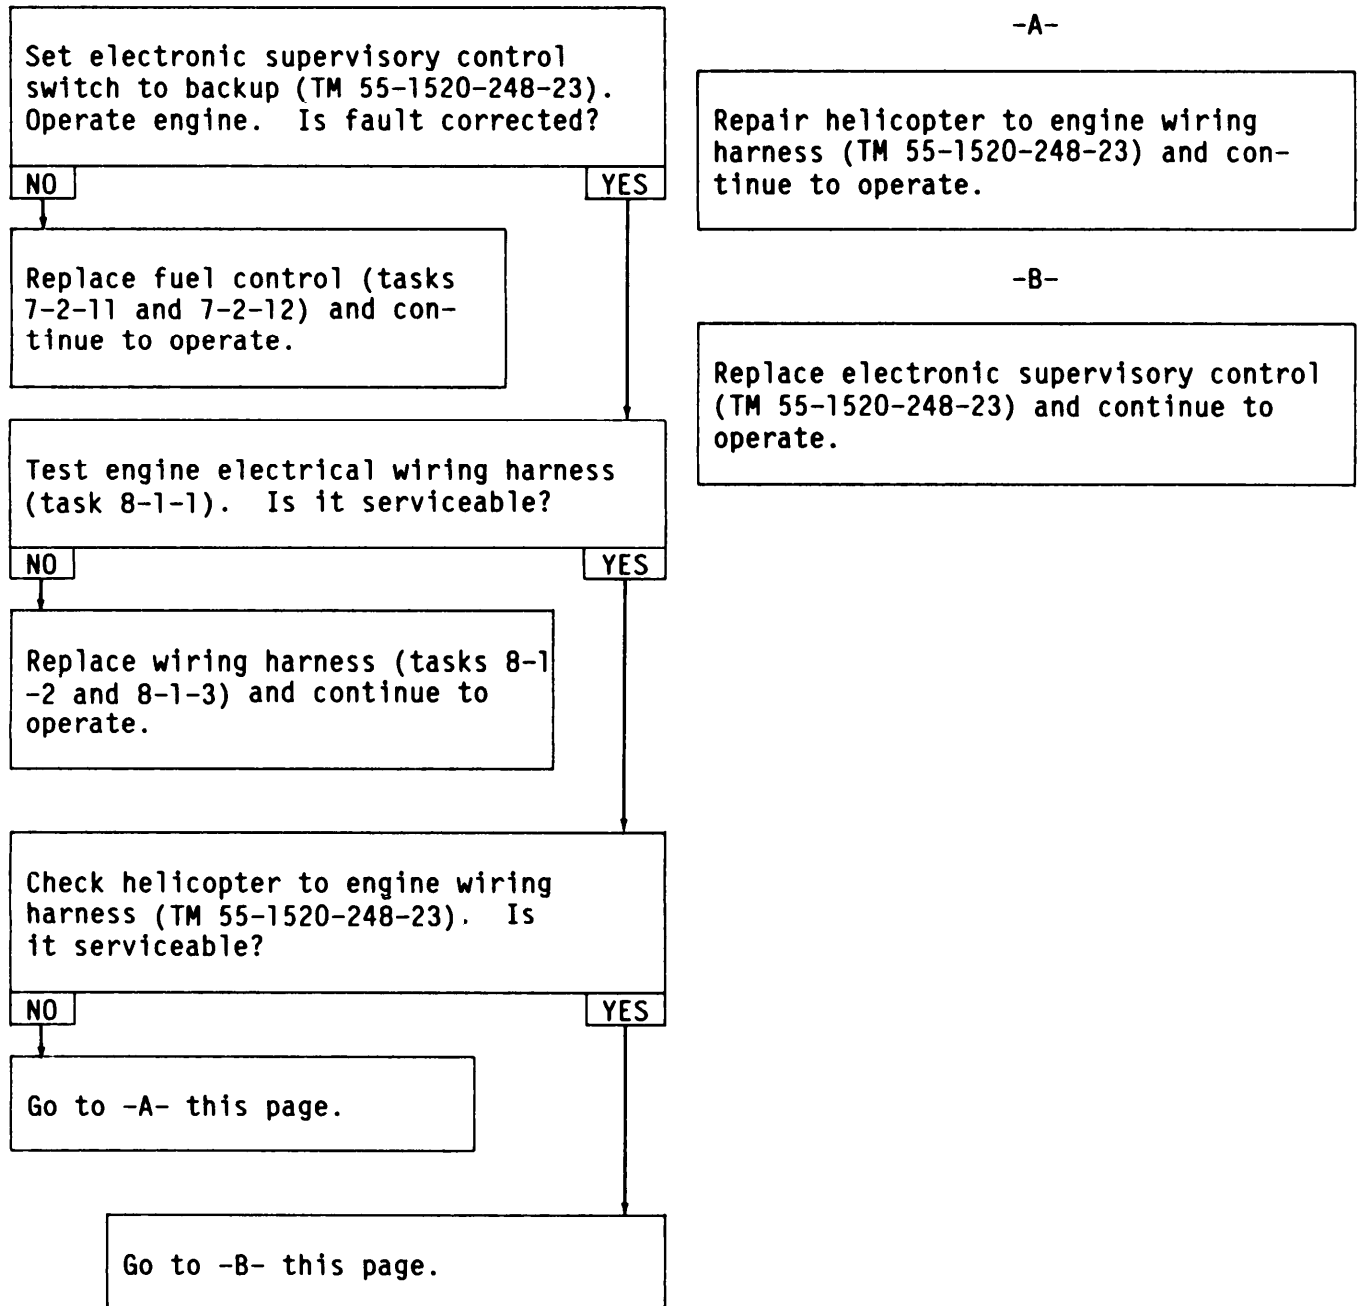 Set electronic supervisory control
switch to backup (TM 55-1520-248-23).
Operate engine.  Is fault corrected?
NO
YES
Replace fuel control (tasks
7-2-11 and 7-2-12) and con-
tinue to operate.
Test engine electrical wiring harness
(task 8-1-1).  Is it serviceable?
NO
YES
Replace wiring harness (tasks 8-1
-2 and 8-1-3) and continue to
operate.
Check helicopter to engine wiring
harness (TM 55-1520-248-23).  Is
it serviceable?
NO
YES
Go to -A- this page.
Go to -B- this page.
-A-
Repair helicopter to engine wiring
harness (TM 55-1520-248-23) and con-
tinue to operate.
-B-
Replace electronic supervisory control
(TM 55-1520-248-23) and continue to
operate.